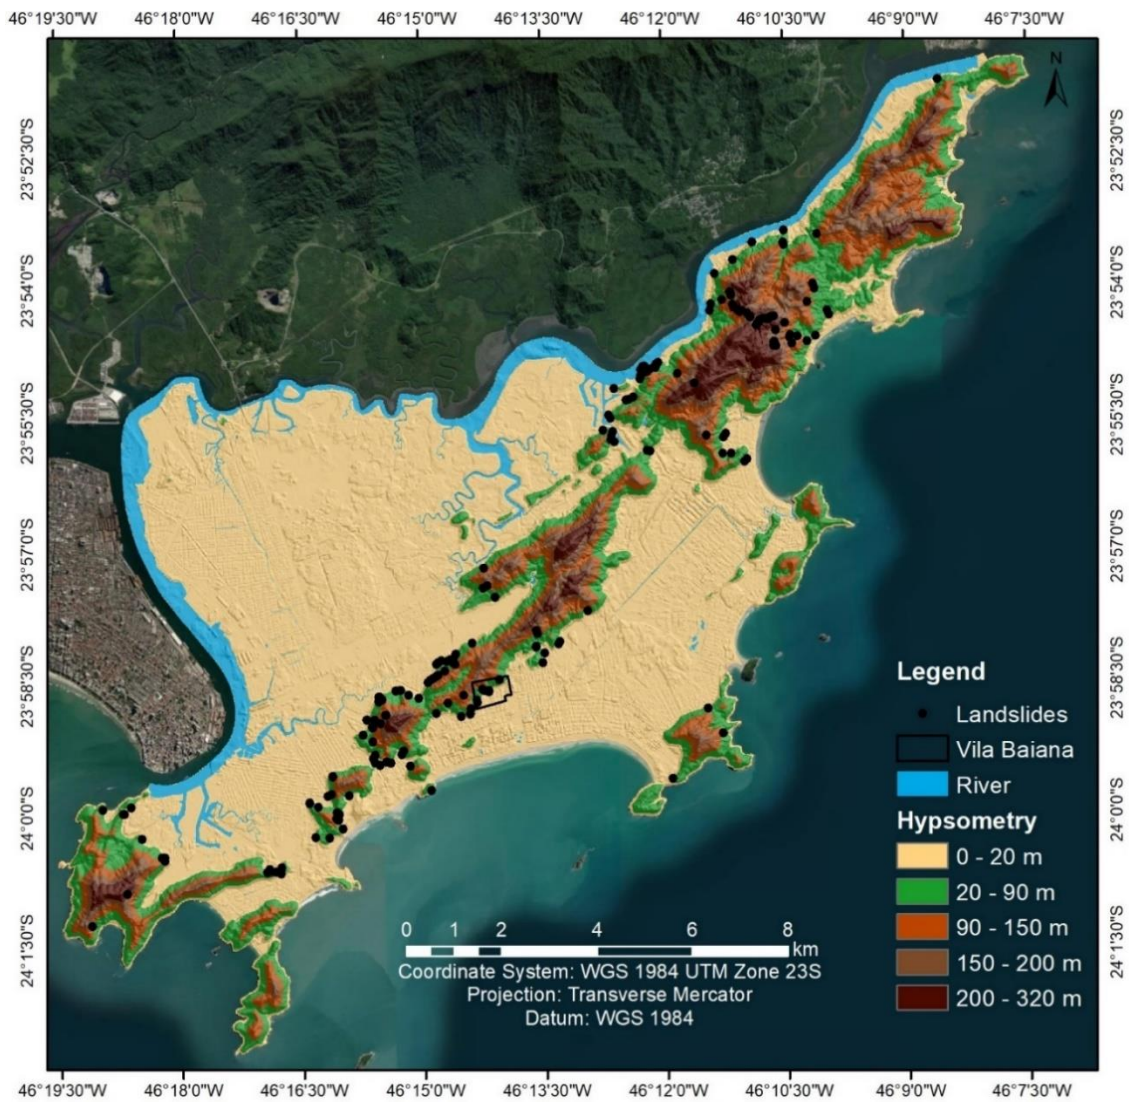 46°19'30"W 46°18'0"W 46°16'30"W 46°15'0"W 46°13'30"W 46°12'0"W 46°10'30"W 46°9'0"W 46°7'30"W
N
23°52'30"S 23°52'30"S
23°54'0"S 23°54'0"S
23°55'30"S 23°55'30"S
23°57'0"S 23°57'0"S
23°58'30"S 23°58'30"S
24°0'0"S 24°0'0"S
24°1'30"S 24°1'30"S
Legend
Landslides
Vila Baiana
River
Hypsometry
0 - 20 m
20 - 90 m
90 - 150 m
150 - 200 m
200 - 320 m
0 1 2 4 6 8
km
Coordinate System: WGS 1984 UTM Zone 23S
Projection: Transverse Mercator
Datum: WGS 1984
46°19'30"W 46°18'0"W 46°16'30"W 46°15'0"W 46°13'30"W 46°12'0"W 46°10'30"W 46°9'0"W 46°7'30"W